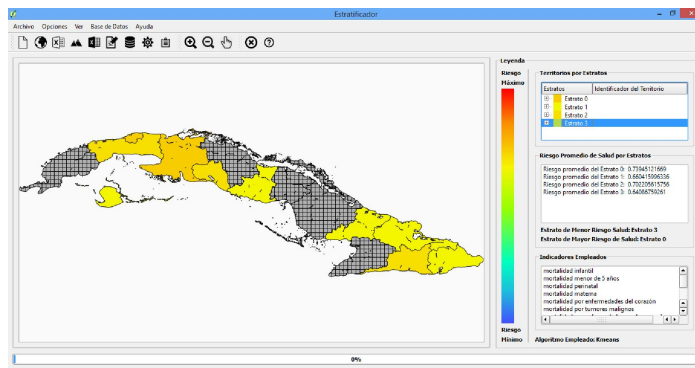 Estratificador
Archivo Opciones Ver Base de Datos Ayuda
Leyenda
Riesgo
Máximo
Riesgo
Mínimo
Territorios por Estratos
Estratos Identificador del Territorio
Estrato 0
Estrato 1
Estrato 2
Estrato 3
Riesgo Promedio de Salud por Estratos
Riesgo promedio del Estrato 0: 0.73945121669
Riesgo promedio del Estrato 1: 0.660415996336
Riesgo promedio del Estrato 2: 0.702205615756
Riesgo promedio del Estrato 3: 0.64066759261
Estrato de Menor Riesgo Salud: Estrato 3
Estrato de Mayor Riesgo de Salud: Estrato 0
Indicadores Empleados
mortalidad infantil
mortalidad menor de 5 años
mortalidad perinatal
mortalidad materna
mortalidad por enfermedades del corazón
mortalidad por tumores malignos
Algoritmo Empleado: Kmeans
0%